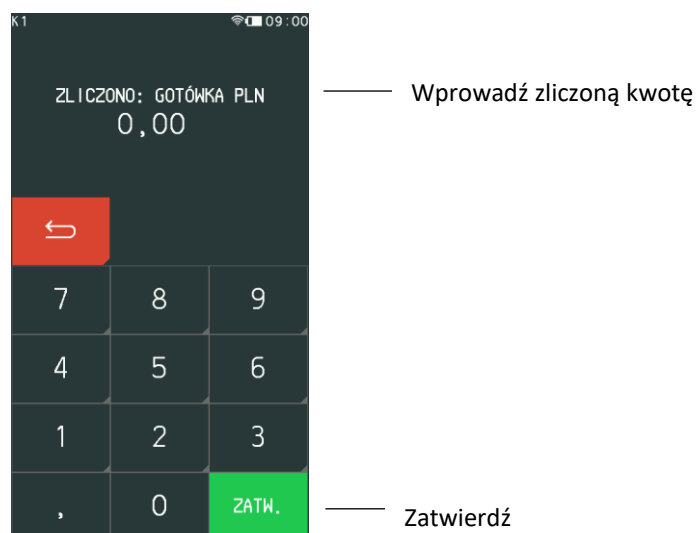 K1 09:00
ZLICZONO: GOTÓWKA PLN
0,00
Wprowadź zliczoną kwotę
7 8 9
4 5 6
1 2 3
, 0 ZATW.
Zatwierdź